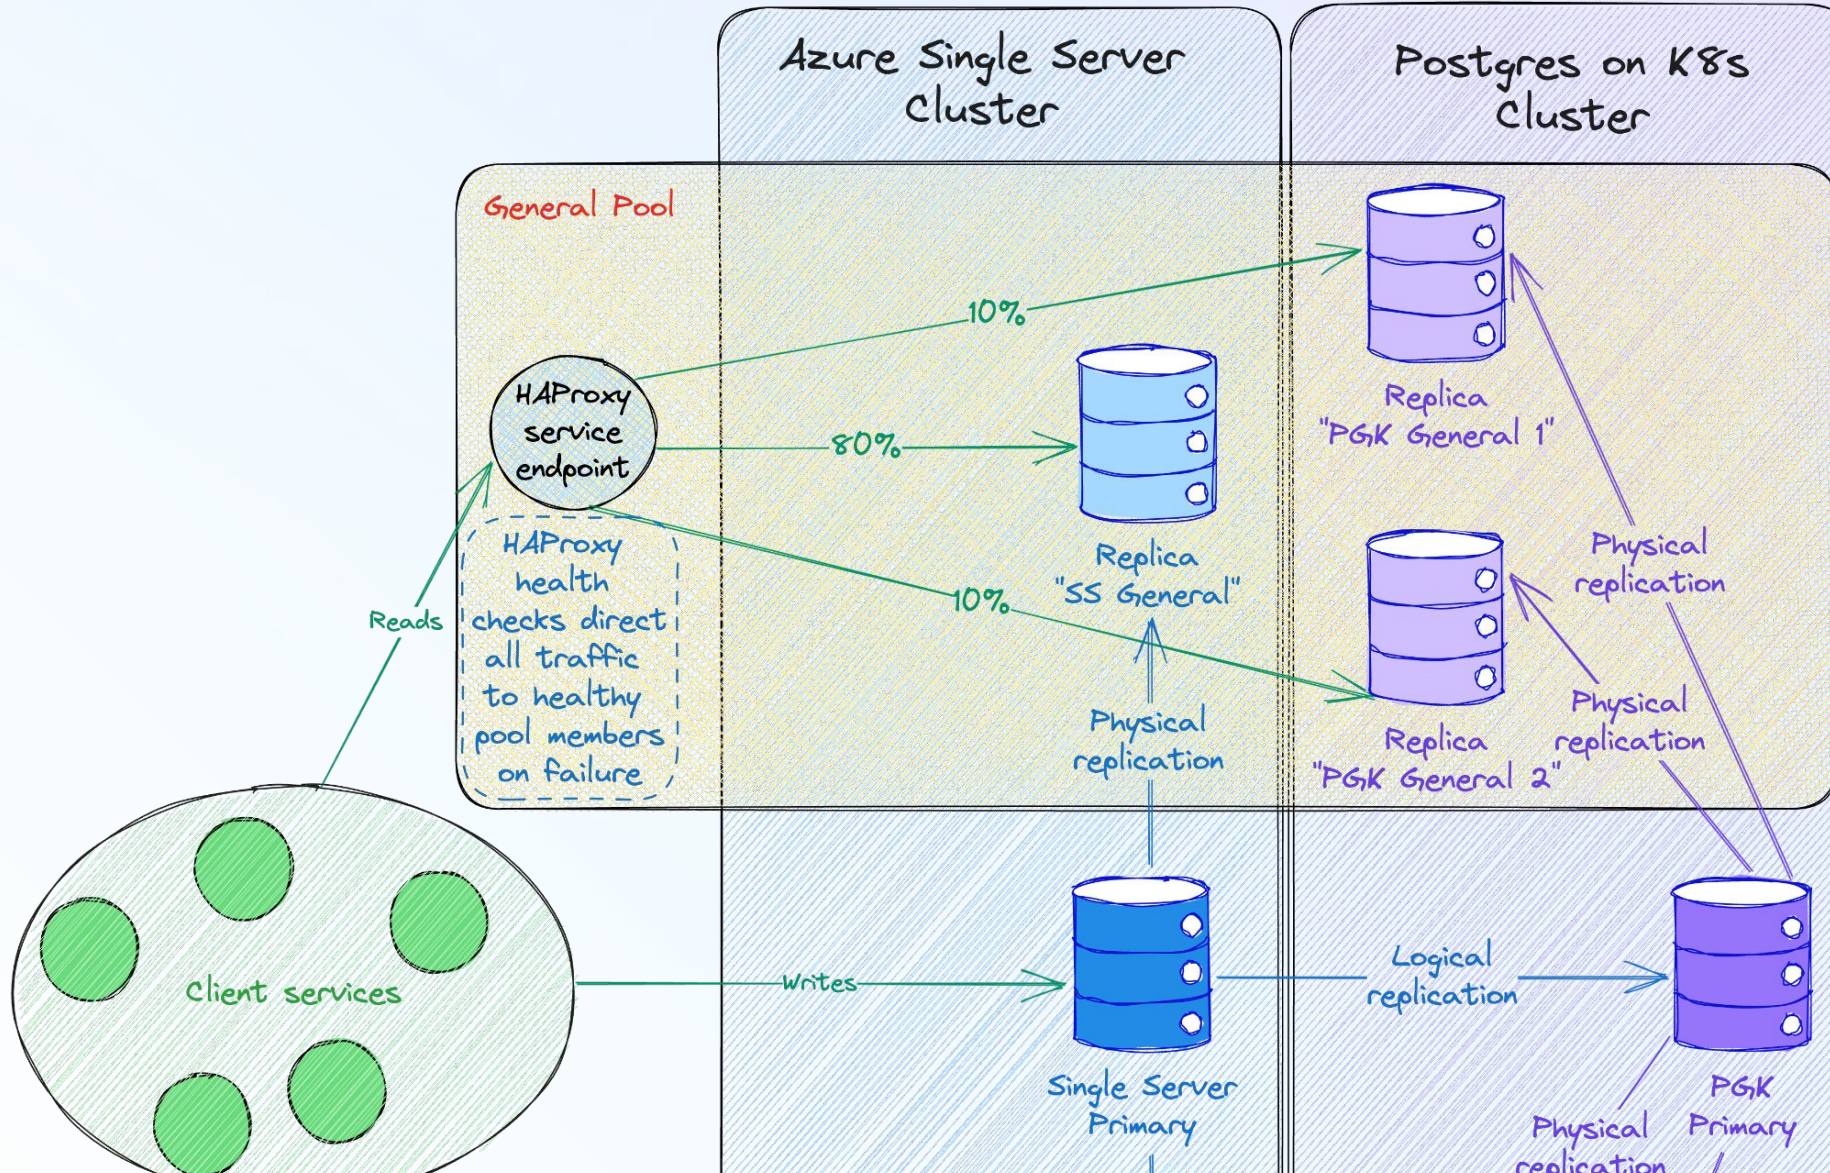 Azure Single Server
Cluster
Postgres on K8s
Cluster
General Pool
10%
HAProxy
service
endpoint
80%
Replica
"PGK General 1"
HAProxy
health
checks direct
all traffic
to healthy
pool members
on failure
Reads
Replica
"SS General"
10%
Physical
replication
Physical
replication
Physical
replication
Replica
"PGK General 2"
Client services
Writes
Logical
replication
Single Server
Primary
PGK
Primary
Physical
replication